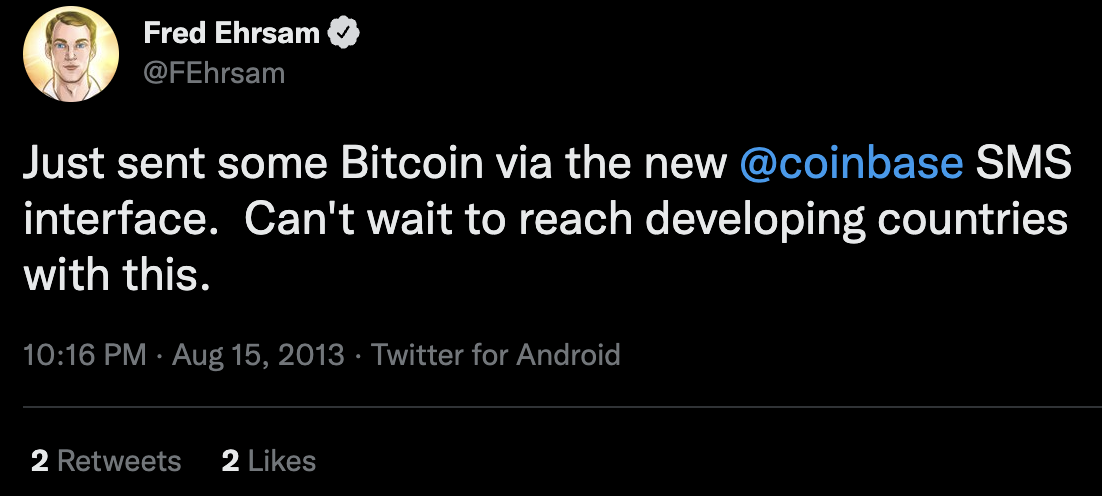 Fred Ehrsam
@FEhrsam
Just sent some Bitcoin via the new @coinbase SMS
interface.  Can't wait to reach developing countries
with this.
10:16 PM · Aug 15, 2013 · Twitter for Android
2 Retweets 2 Likes